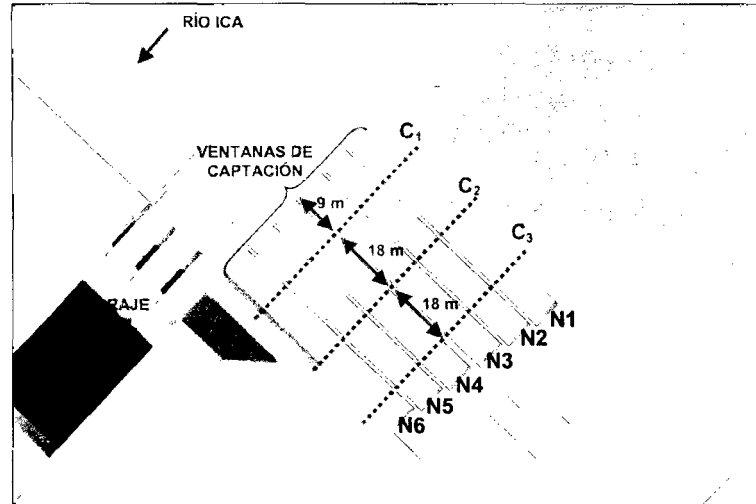 RÍO ICA
VENTANAS DE
CAPTACIÓN
C₁
C₂
C₃
9 m
18 m
18 m
RAJE
N1
N2
N3
N4
N5
N6